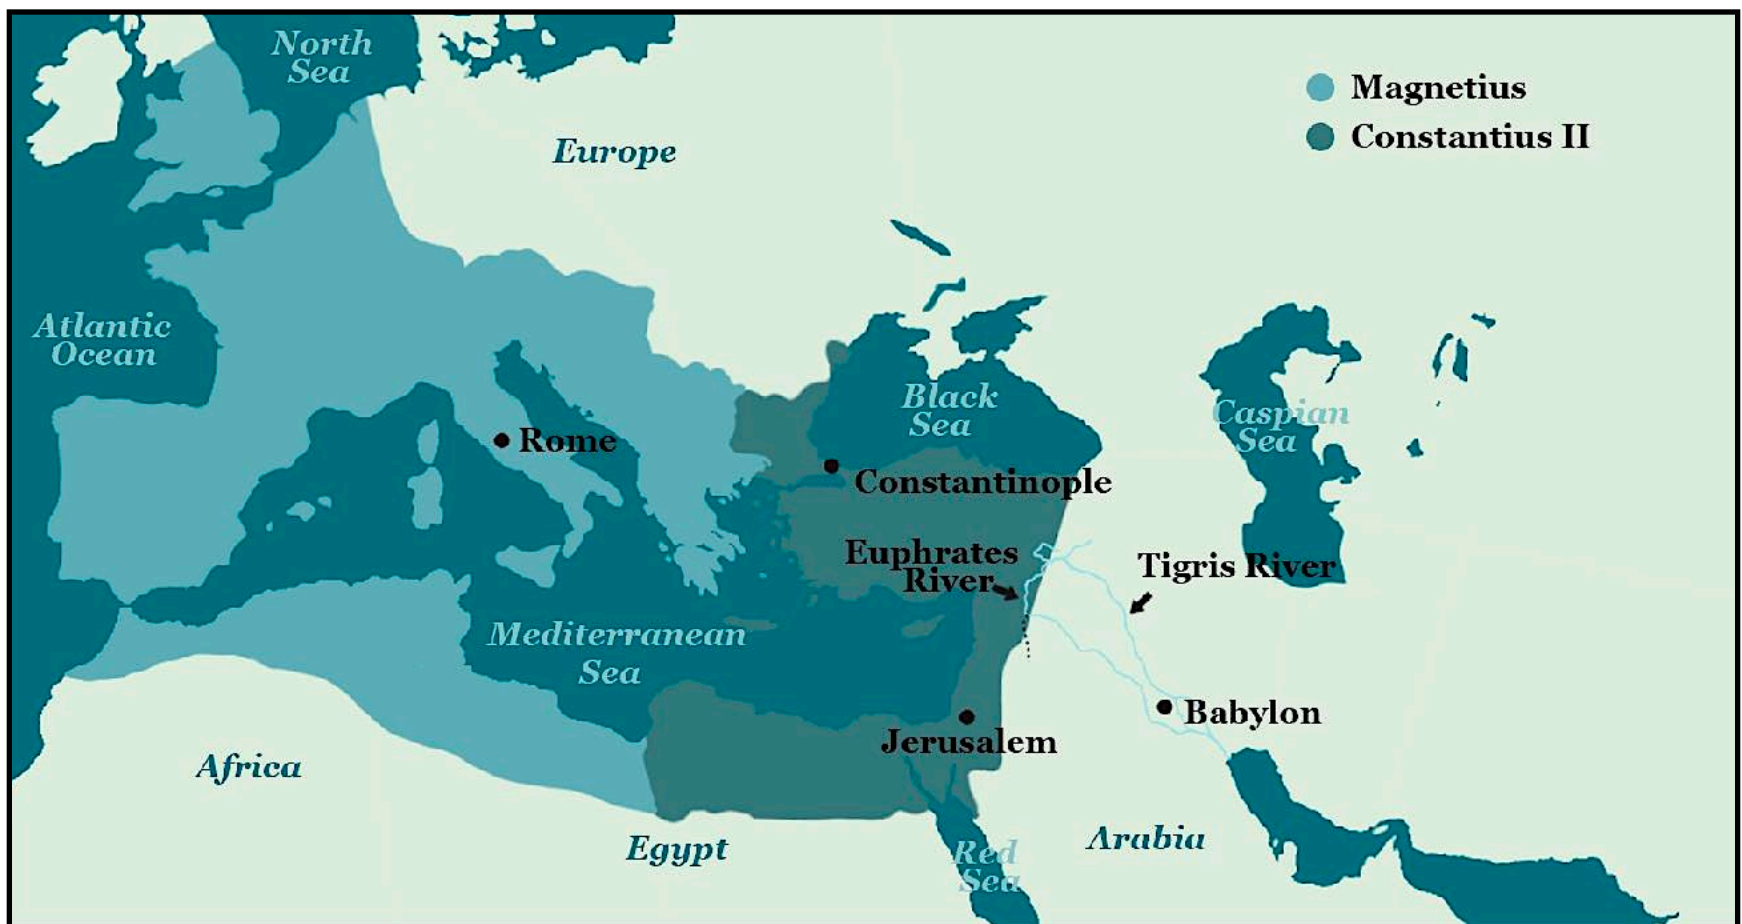 North
Sea
Magnetius
Constantius II
Europe
Atlantic
Ocean
Black
Sea
Caspian
Sea
Rome
Constantinople
Euphrates
River
Tigris River
Mediterranean
Sea
Babylon
Jerusalem
Africa
Egypt
Arabia
Red
Sea